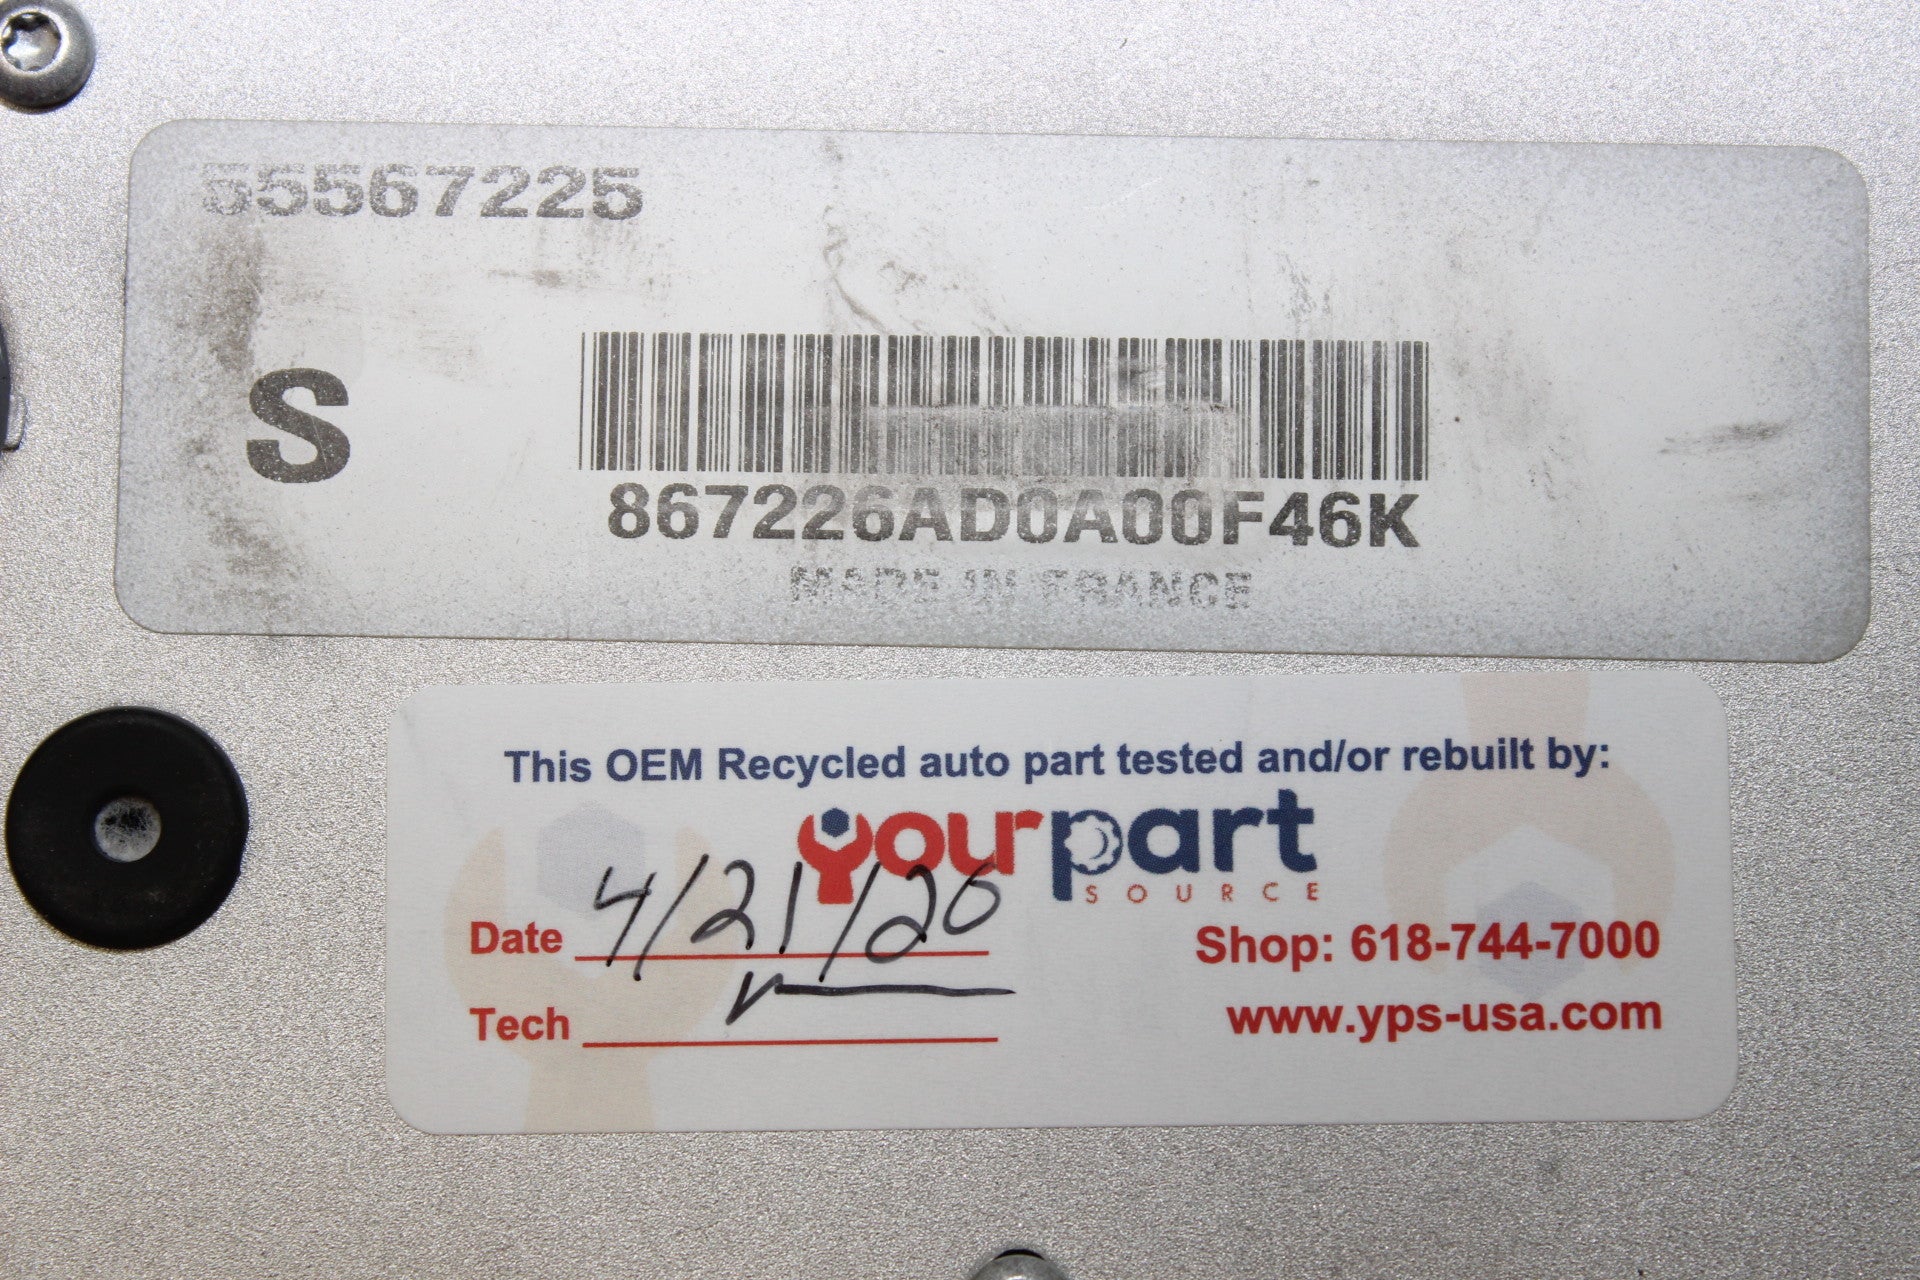 55567225
S
867226AD0A00F46K
MADE IN FRANCE
This OEM Recycled auto part tested and/or rebuilt by:
yourpart
SOURCE
Date 4/21/20
Shop: 618-744-7000
Tech
www.yps-usa.com